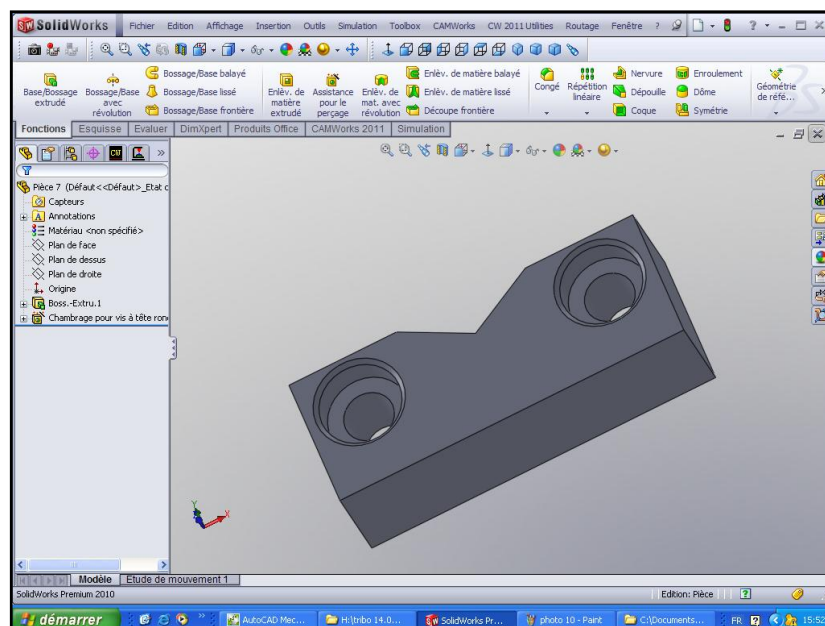 SolidWorks Fichier Edition Affichage Insertion Outils Simulation Toolbox CAMWorks CW 2011 Utilities Routage Fenêtre ?
Base/Bossage extrudé
Bossage/Base avec révolution
Bossage/Base balayé
Bossage/Base lissé
Bossage/Base frontière
Enlèv. de matière extrudé
Assistance pour le perçage
Enlèv. de mat. avec révolution
Enlèv. de matière balayé
Enlèv. de matière lissé
Découpe frontière
Congé
Répétition linéaire
Nervure
Dépouille
Coque
Enroulement
Dôme
Symétrie
Géométrie de réfé...
Fonctions Esquisse Evaluer DimXpert Produits Office CAMWorks 2011 Simulation
Pièce 7 (Défaut<<Défaut>_Etat c
Capteurs
Annotations
Matériau <non spécifié>
Plan de face
Plan de dessus
Plan de droite
Origine
Boss.-Extru.1
Chambrage pour vis à tête ron
Y
X
Modèle Etude de mouvement 1
SolidWorks Premium 2010 Edition: Pièce
démarrer AutoCAD Mec... H:\tribo 14.0... SolidWorks Pr... photo 10 - Paint C:\Documents... FR 15:52